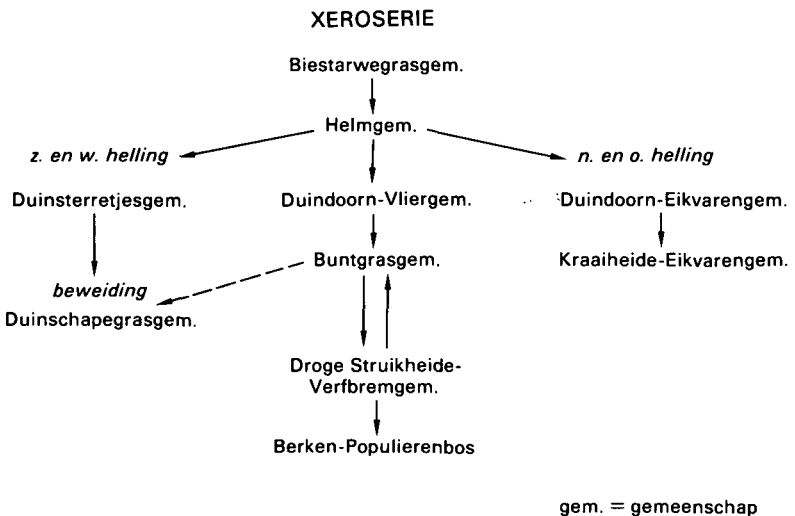 XEROSERIE
Biestarwegrasgem.
Helmgem.
z. en w. helling
n. en o. helling
Duinsterretjesgem.
Duindoorn-Vliergem.
Duindoorn-Eikvarengem.
Buntgrasgem.
Kraaiheide-Eikvarengem.
beweiding
Duinschapegrasgem.
Droge Struikheide-
Verfbremgem.
Berken-Populierenbos
gem. = gemeenschap